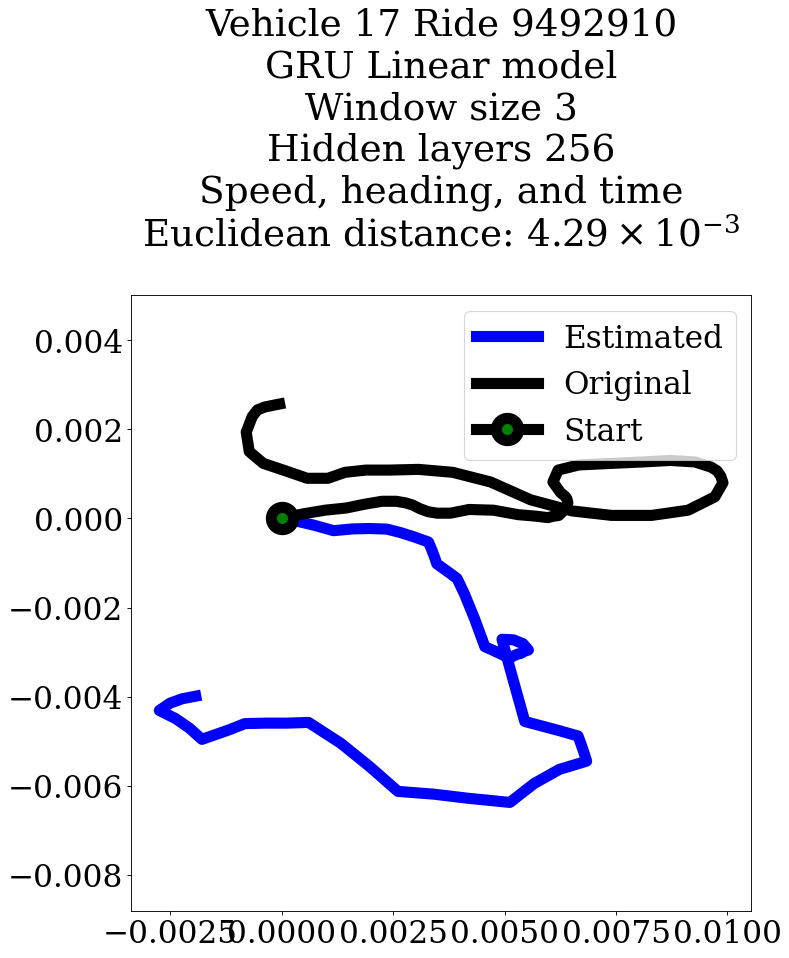 Vehicle 17 Ride 9492910
GRU Linear model
Window size 3
Hidden layers 256
Speed, heading, and time
Euclidean distance: 4.29 × 10⁻³
Estimated
Original
Start
0.004
0.002
0.000
−0.002
−0.004
−0.006
−0.008
−0.0025 0.0000 0.0025 0.0050 0.0075 0.0100